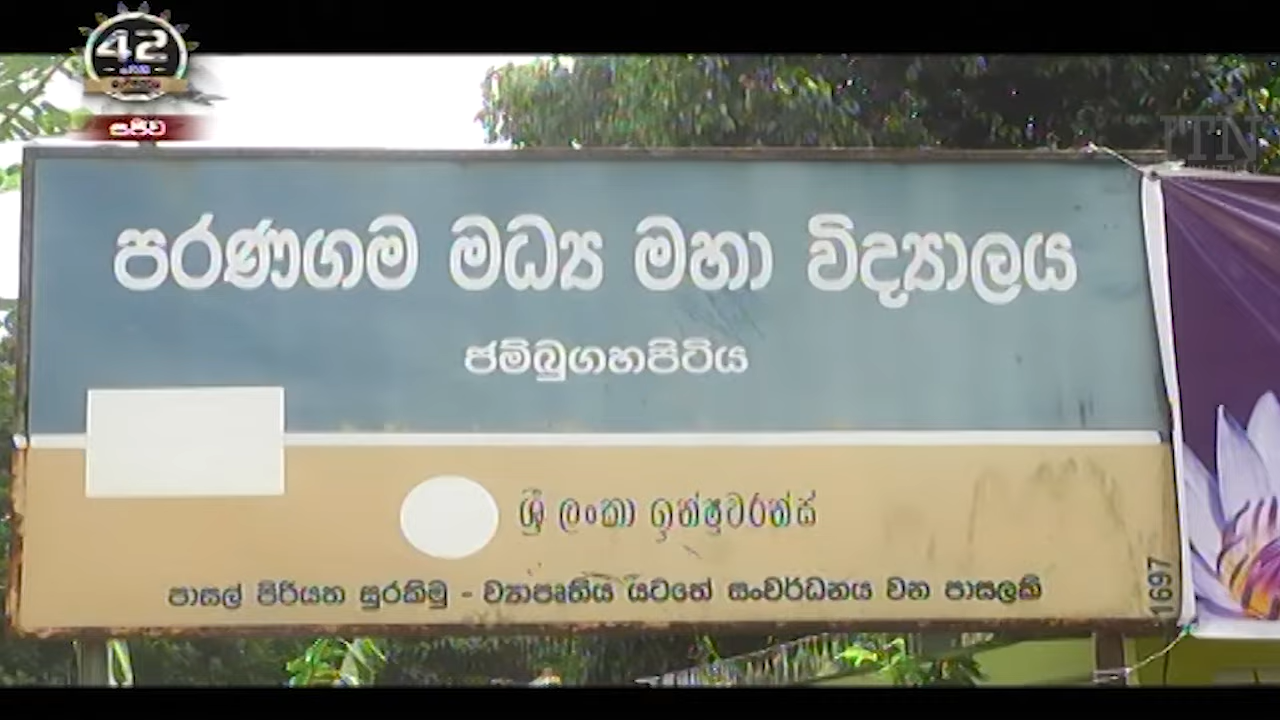 42
සජීව
ITN
පරණගම මධ්‍ය මහා විද්‍යාලය
ජම්බුගහපිටිය
ශ්‍රී ලංකා ඉන්ෂුවරන්ස්
පාසල් පිරියත සුරකිමු - ව්‍යාපෘතිය යටතේ සංවර්ධනය වන පාසලකි
1697